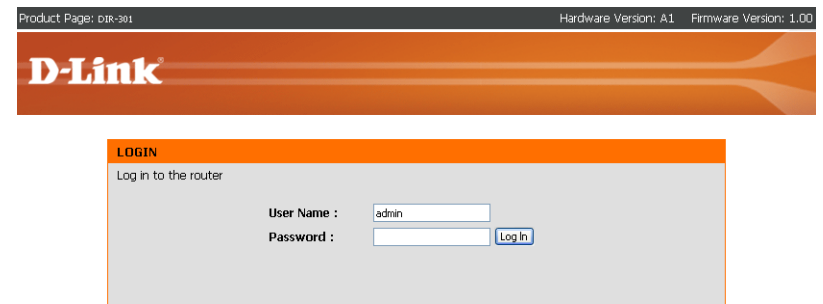 Product Page: DIR-301 Hardware Version: A1 Firmware Version: 1.00
D-Link®
LOGIN
Log in to the router
User Name : admin
Password : Log In